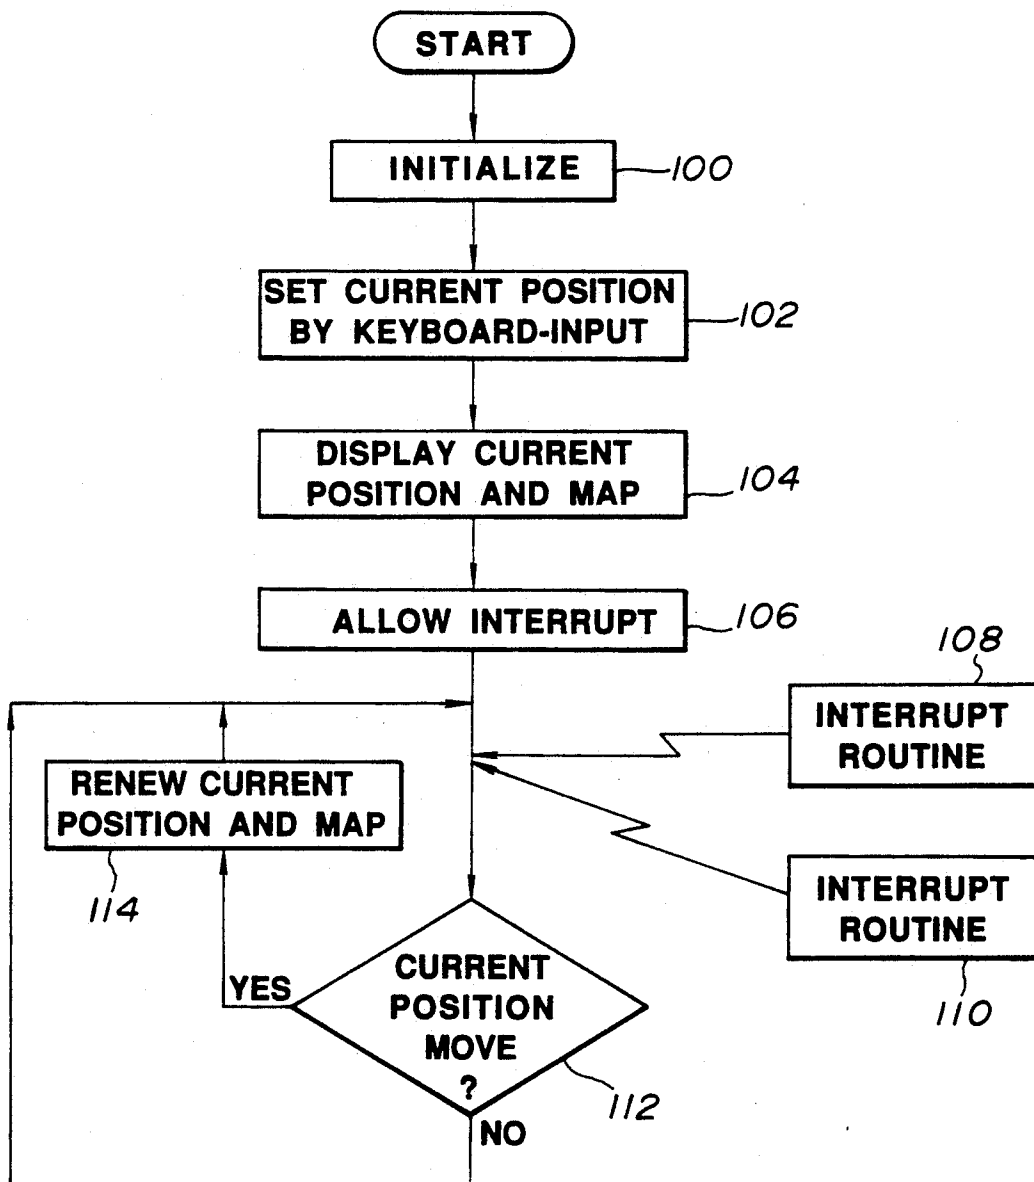 START
INITIALIZE
100
SET CURRENT POSITION
BY KEYBOARD-INPUT
102
DISPLAY CURRENT
POSITION AND MAP
104
ALLOW INTERRUPT
106
108
INTERRUPT
ROUTINE
RENEW CURRENT
POSITION AND MAP
114
INTERRUPT
ROUTINE
110
YES
CURRENT
POSITION
MOVE
?
112
NO